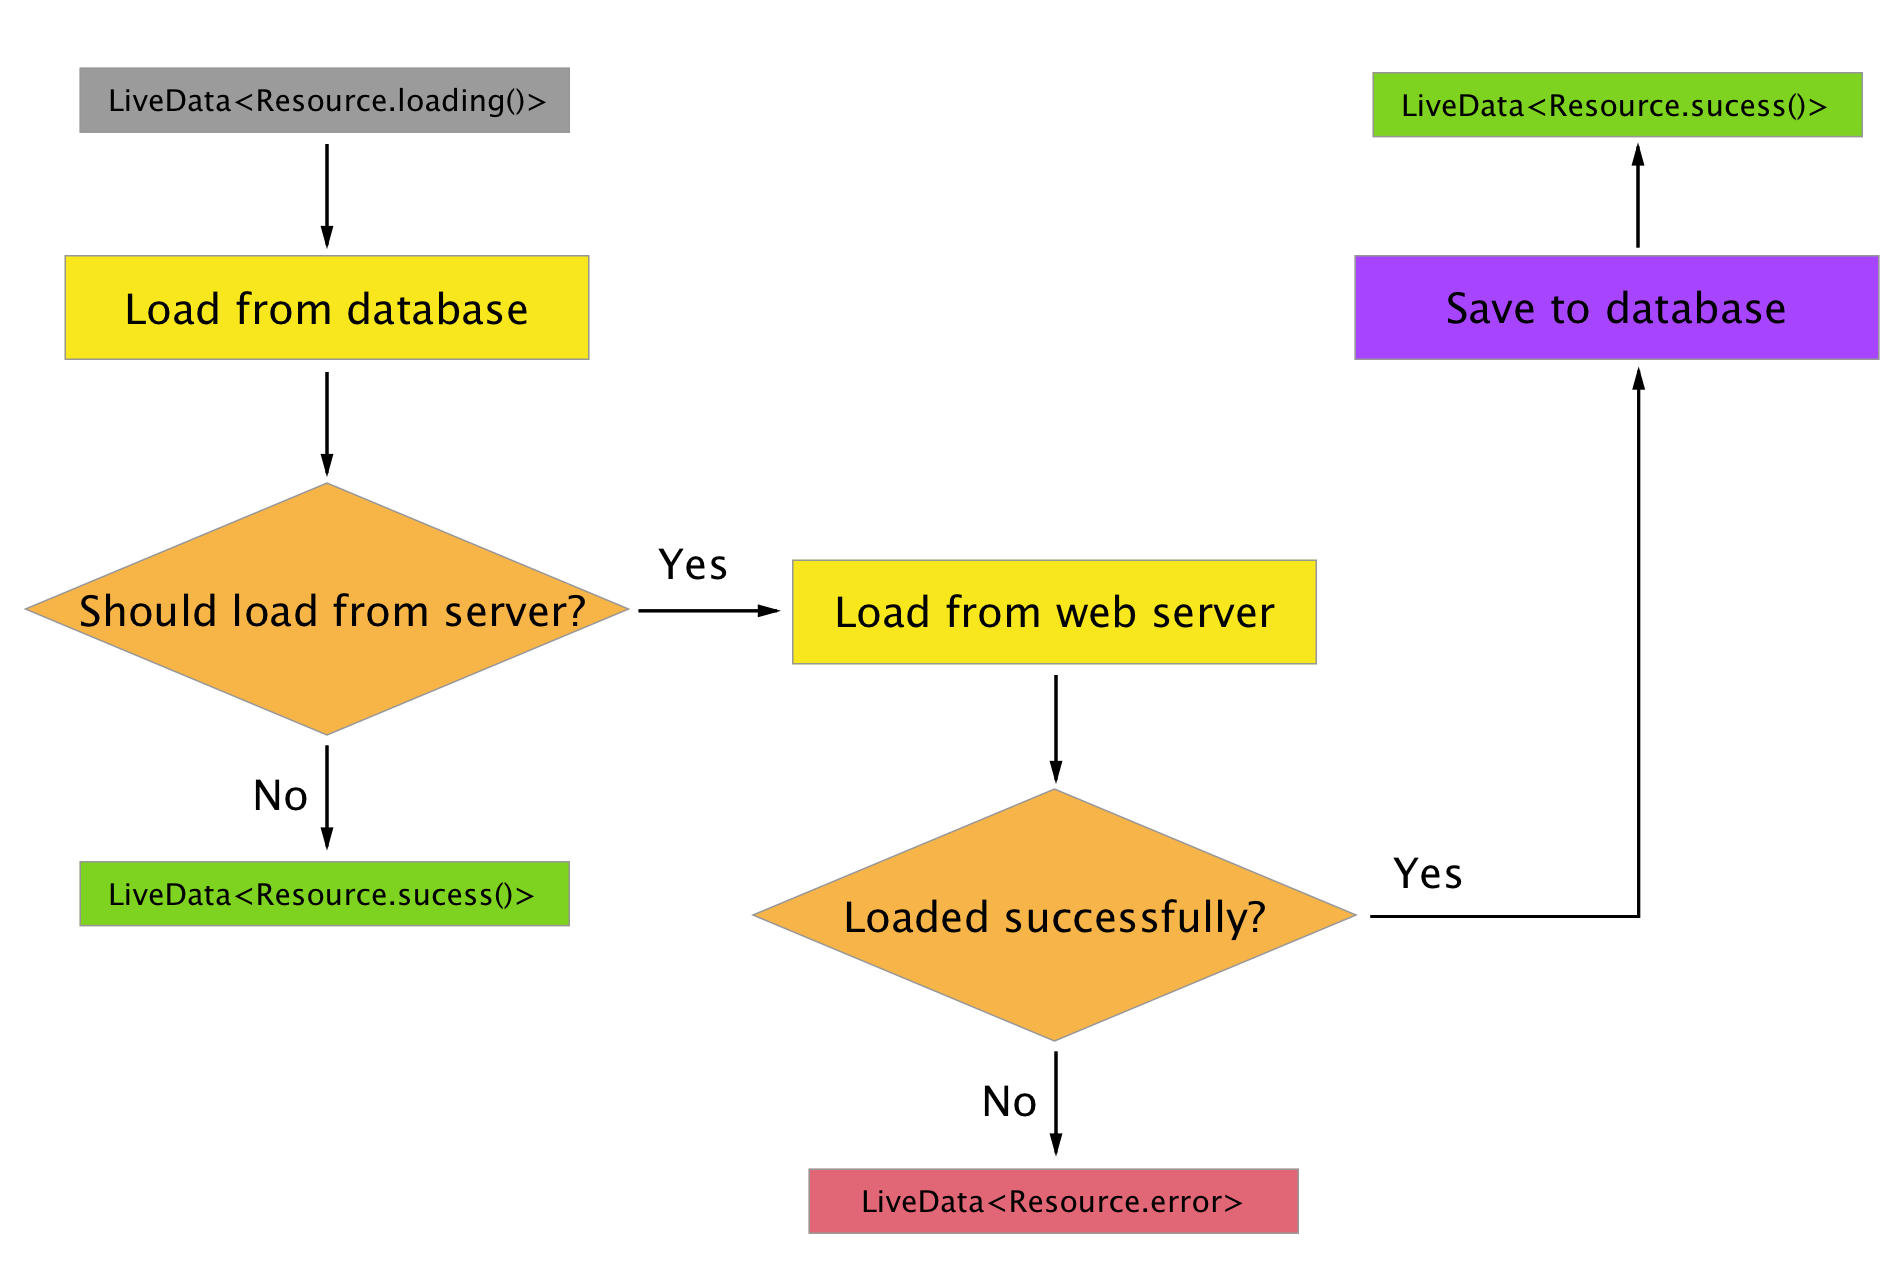 LiveData<Resource.loading()>
LiveData<Resource.sucess()>
Load from database
Save to database
Should load from server?
Yes
Load from web server
No
LiveData<Resource.sucess()>
Loaded successfully?
Yes
No
LiveData<Resource.error>